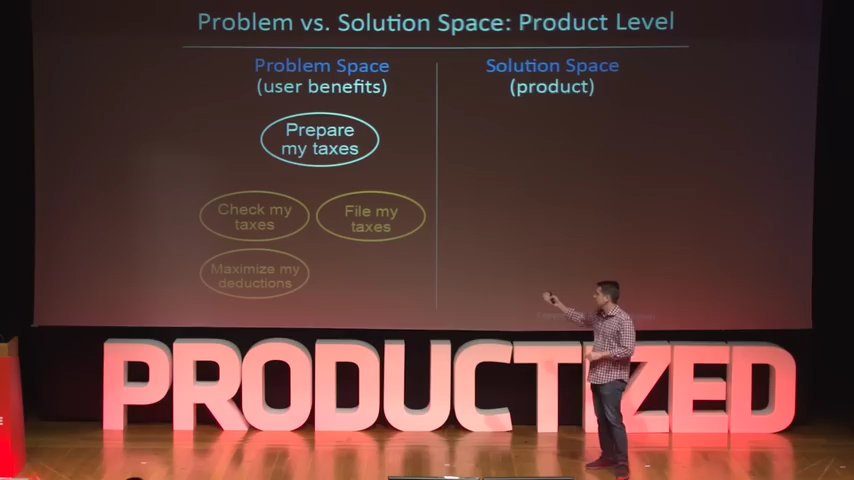 Problem vs. Solution Space: Product Level
Problem Space
(user benefits)
Solution Space
(product)
Prepare
my taxes
Check my
taxes
File my
taxes
Maximize my
deductions
PRODUCTIZED